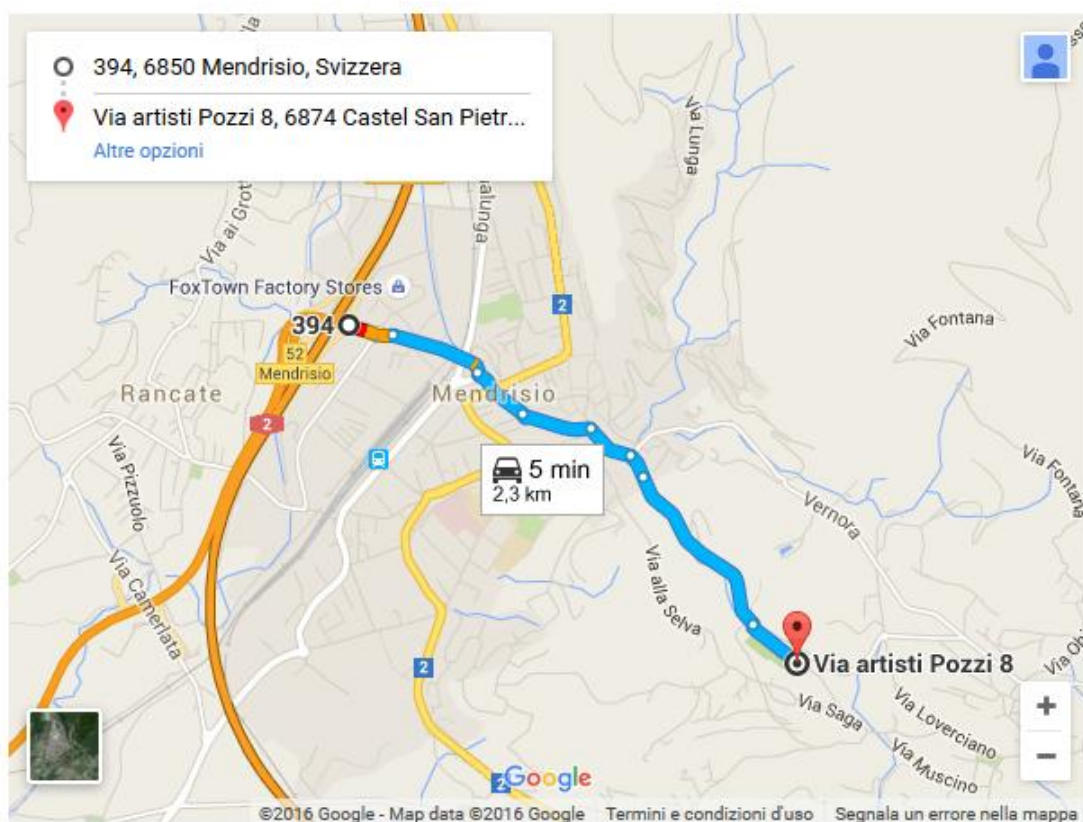 394, 6850 Mendrisio, Svizzera
Via artisti Pozzi 8, 6874 Castel San Pietr...
Altre opzioni
Via Lunga
Via ai Grot
FoxTown Factory Stores
2
Via Fontana
394
52
Mendrisio
Rancate
Mendrisio
2
5 min
2,3 km
Via Pizzuolo
Via Fontana
Vernora
Via alla Selva
Via Camerlata
2
Via artisti Pozzi 8
Via Saga
Via Loverciano
Via Muscino
+
−
2
Google
©2016 Google - Map data ©2016 Google Termini e condizioni d'uso Segnala un errore nella mappa